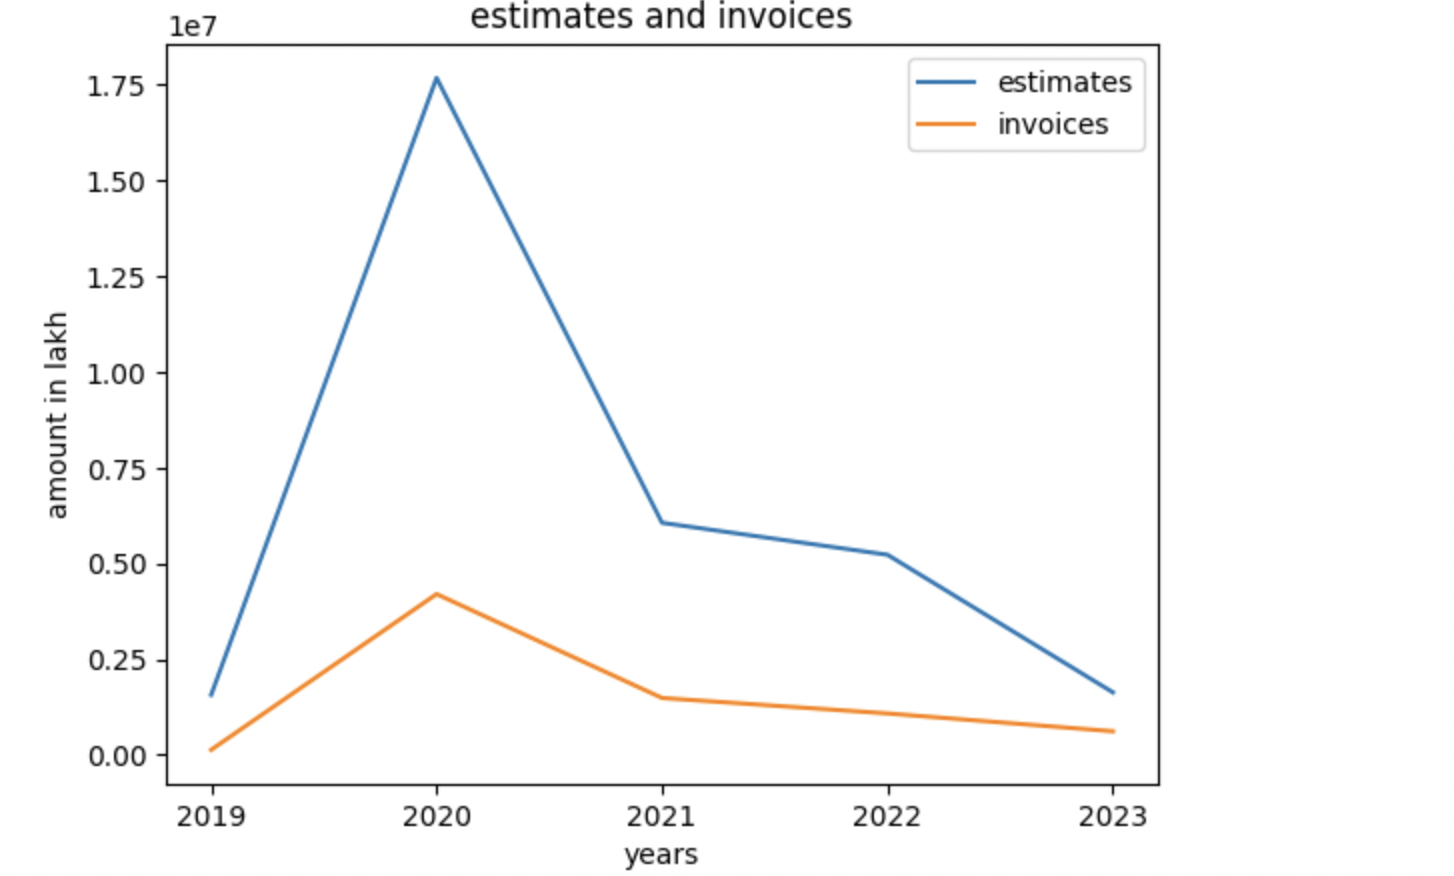 estimates and invoices
1e7
estimates
invoices
1.75
1.50
1.25
1.00
0.75
0.50
0.25
0.00
amount in lakh
2019 2020 2021 2022 2023
years